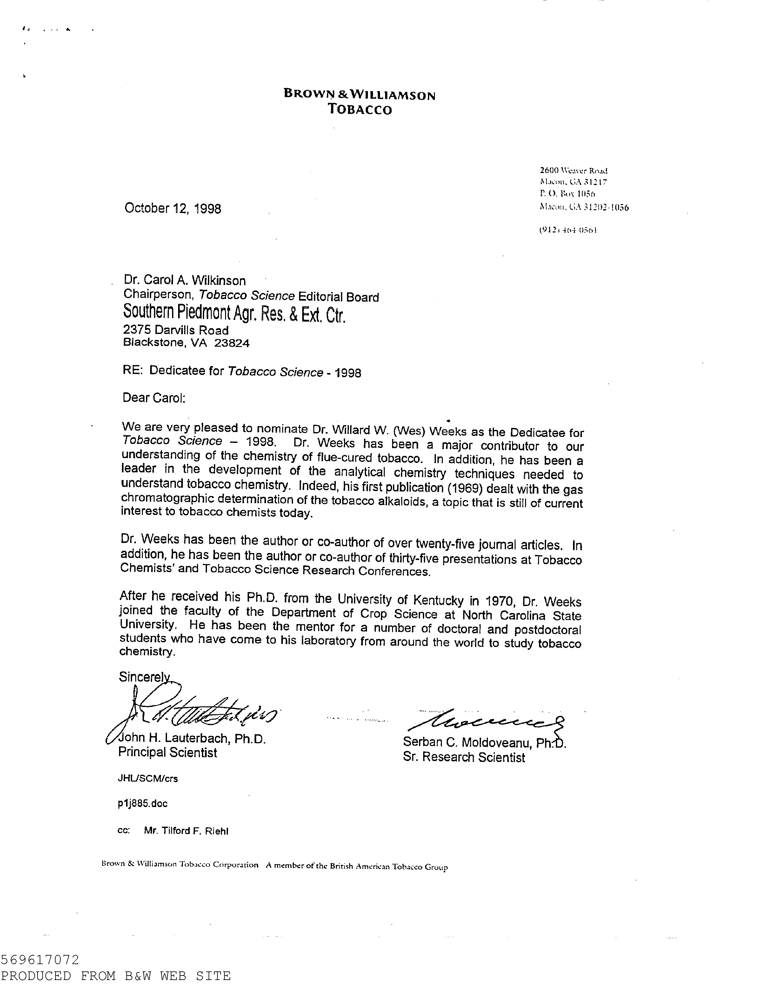 BROWN & WILLIAMSON
TOBACCO
2600 Weaver Road
Macon, GA 31217
P. O. Box 1056
Macon, GA 31202-1056
(912) 464-0561
October 12, 1998
Dr. Carol A. Wilkinson
Chairperson, Tobacco Science Editorial Board
Southern Piedmont Agr. Res. & Ext. Ctr.
2375 Darvills Road
Blackstone, VA 23824
RE: Dedicatee for Tobacco Science - 1998
Dear Carol:
We are very pleased to nominate Dr. Willard W. (Wes) Weeks as the Dedicatee for
Tobacco Science – 1998. Dr. Weeks has been a major contributor to our
understanding of the chemistry of flue-cured tobacco. In addition, he has been a
leader in the development of the analytical chemistry techniques needed to
understand tobacco chemistry. Indeed, his first publication (1969) dealt with the gas
chromatographic determination of the tobacco alkaloids, a topic that is still of current
interest to tobacco chemists today.
Dr. Weeks has been the author or co-author of over twenty-five journal articles. In
addition, he has been the author or co-author of thirty-five presentations at Tobacco
Chemists' and Tobacco Science Research Conferences.
After he received his Ph.D. from the University of Kentucky in 1970, Dr. Weeks
joined the faculty of the Department of Crop Science at North Carolina State
University. He has been the mentor for a number of doctoral and postdoctoral
students who have come to his laboratory from around the world to study tobacco
chemistry.
Sincerely,
John H. Lauterbach, Ph.D.
Principal Scientist
Serban C. Moldoveanu, Ph.D.
Sr. Research Scientist
JHL/SCM/crs
p1j885.doc
cc: Mr. Tilford F. Riehl
Brown & Williamson Tobacco Corporation A member of the British American Tobacco Group
569617072
PRODUCED FROM B&W WEB SITE